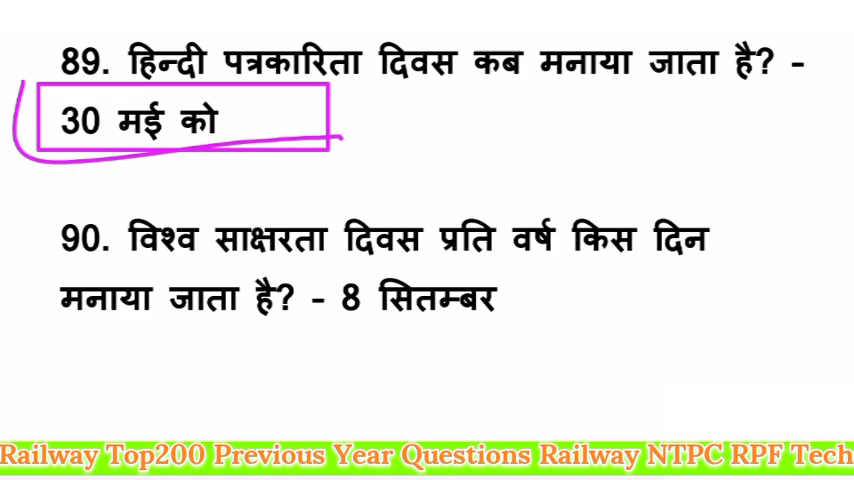 89. हिन्दी पत्रकारिता दिवस कब मनाया जाता है? -
30 मई को
90. विश्व साक्षरता दिवस प्रति वर्ष किस दिन
मनाया जाता है? - 8 सितम्बर
Railway Top200 Previous Year Questions Railway NTPC RPF Tech